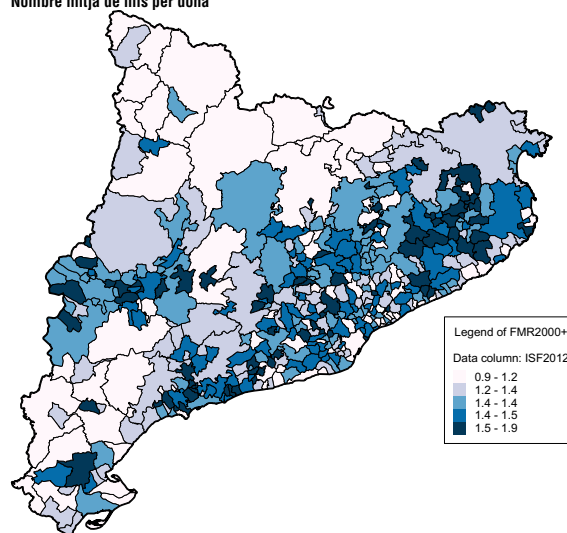 Nombre mitjà de fills per dona
Legend of FMR2000+
Data column: ISF2012
0.9 - 1.2
1.2 - 1.4
1.4 - 1.4
1.4 - 1.5
1.5 - 1.9